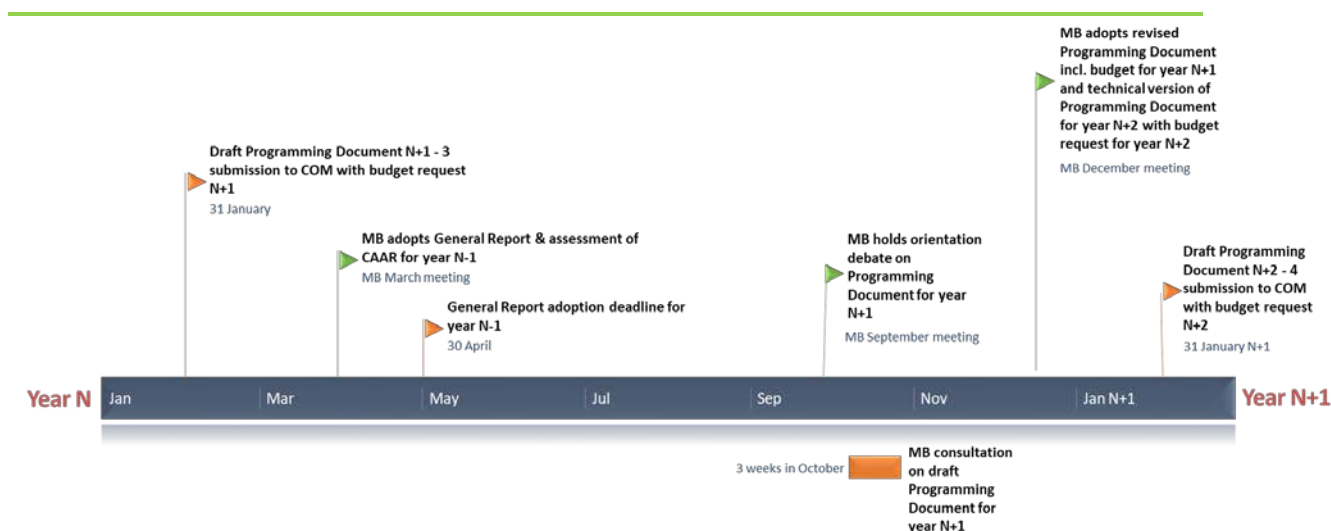 MB adopts revised
Programming Document
incl. budget for year N+1
and technical version of
Programming Document
for year N+2 with budget
request for year N+2
MB December meeting
Draft Programming Document N+1 - 3
submission to COM with budget request
N+1
31 January
MB adopts General Report & assessment of
CAAR for year N-1
MB March meeting
General Report adoption deadline for
year N-1
30 April
MB holds orientation
debate on
Programming
Document for year
N+1
MB September meeting
Draft Programming
Document N+2 - 4
submission to COM
with budget request
N+2
31 January N+1
Year N
Jan
Mar
May
Jul
Sep
Nov
Jan N+1
Year N+1
3 weeks in October
MB consultation
on draft
Programming
Document for
year N+1